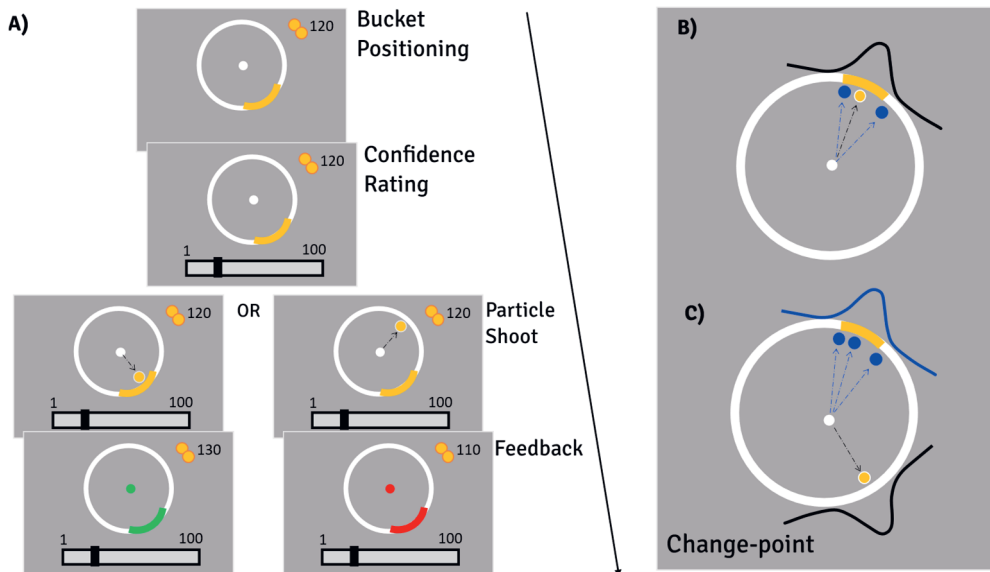 A)
120
Bucket
Positioning
120
Confidence
Rating
1 100
120
OR
120
Particle
Shoot
1 100
1 100
130
110
Feedback
1 100
1 100
B)
C)
Change-point